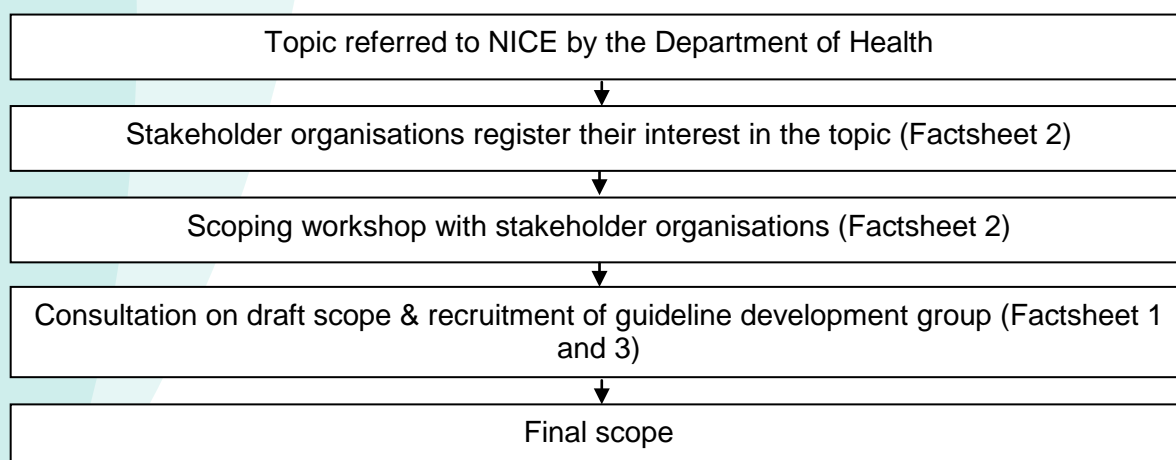 Topic referred to NICE by the Department of Health
Stakeholder organisations register their interest in the topic (Factsheet 2)
Scoping workshop with stakeholder organisations (Factsheet 2)
Consultation on draft scope & recruitment of guideline development group (Factsheet 1
and 3)
Final scope